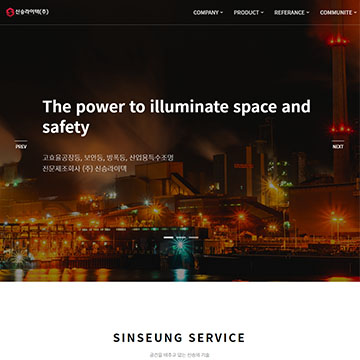 신승라이텍(주)
COMPANY
PRODUCT
REFERANCE
COMMUNITE
The power to illuminate space and
safety
PREV
NEXT
고효율공장등, 보안등, 방폭등, 산업용특수조명
전문제조회사 (주) 신승라이텍
SINSEUNG SERVICE